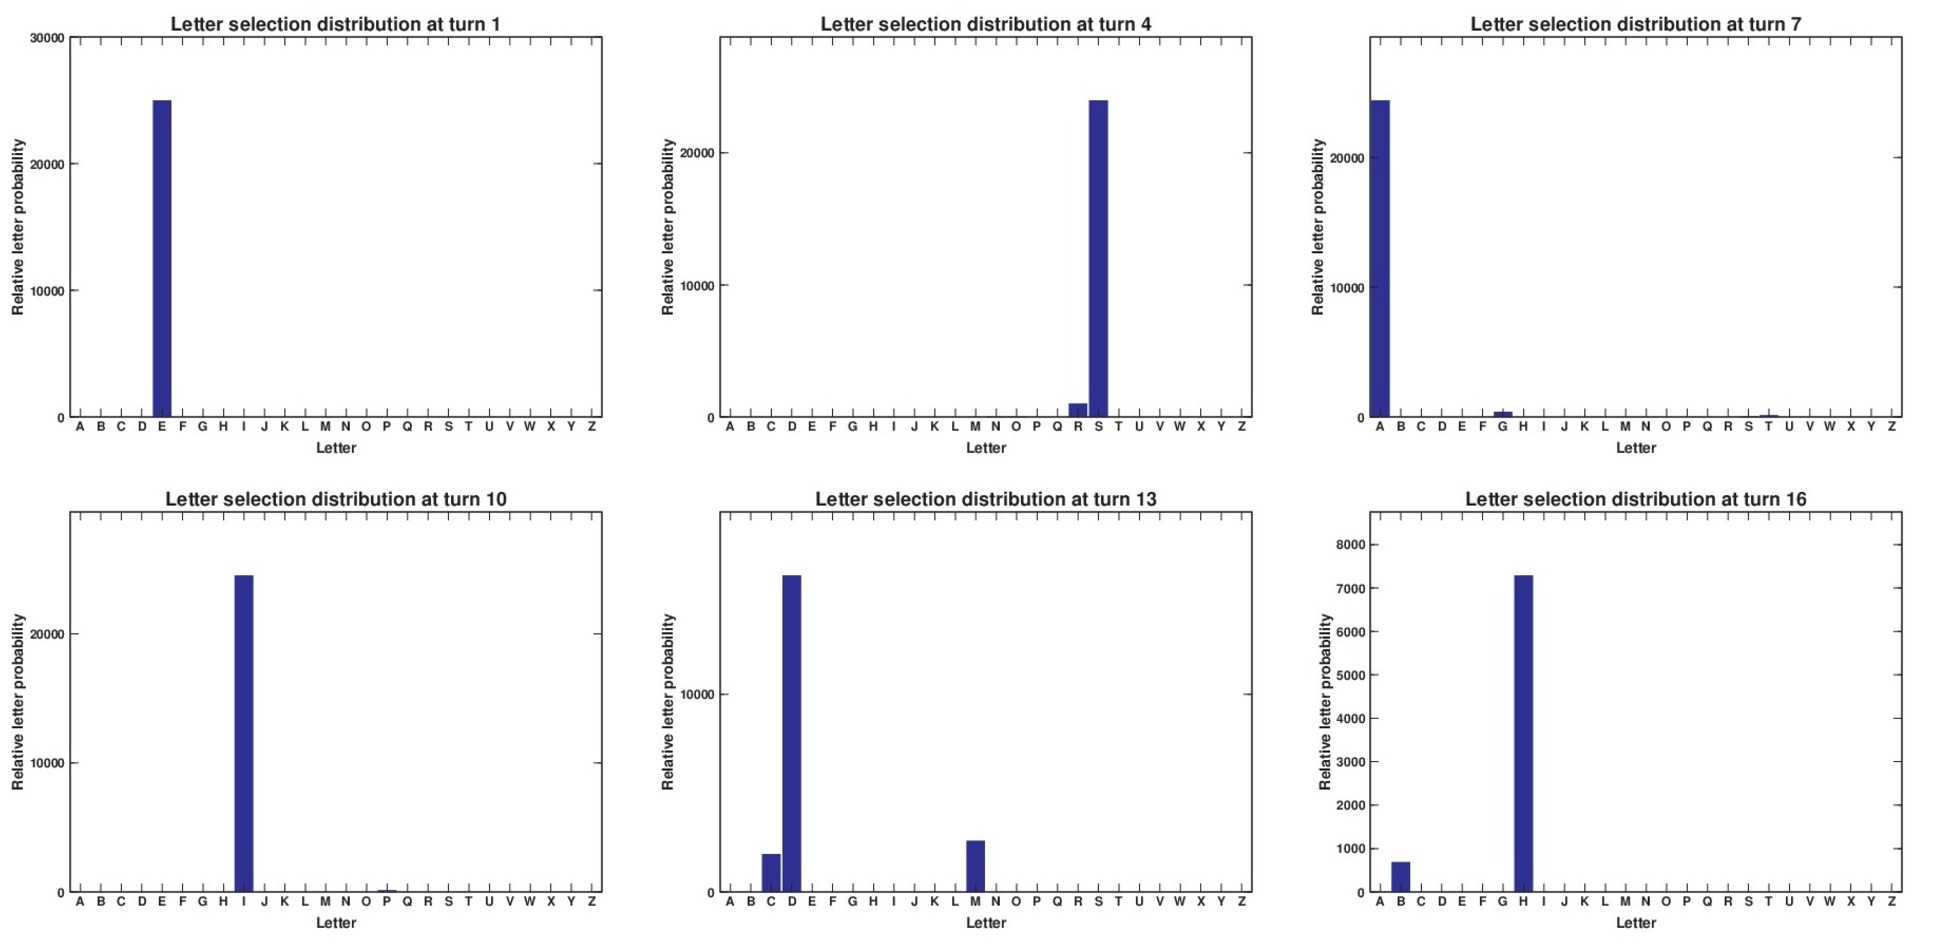 Letter selection distribution at turn 1
30000
20000
10000
0
Relative letter probability
A B C D E F G H I J K L M N O P Q R S T U V W X Y Z
Letter
Letter selection distribution at turn 4
20000
10000
0
Relative letter probability
A B C D E F G H I J K L M N O P Q R S T U V W X Y Z
Letter
Letter selection distribution at turn 7
20000
10000
0
Relative letter probability
A B C D E F G H I J K L M N O P Q R S T U V W X Y Z
Letter
Letter selection distribution at turn 10
20000
10000
0
Relative letter probability
A B C D E F G H I J K L M N O P Q R S T U V W X Y Z
Letter
Letter selection distribution at turn 13
10000
0
Relative letter probability
A B C D E F G H I J K L M N O P Q R S T U V W X Y Z
Letter
Letter selection distribution at turn 16
8000
7000
6000
5000
4000
3000
2000
1000
0
Relative letter probability
A B C D E F G H I J K L M N O P Q R S T U V W X Y Z
Letter